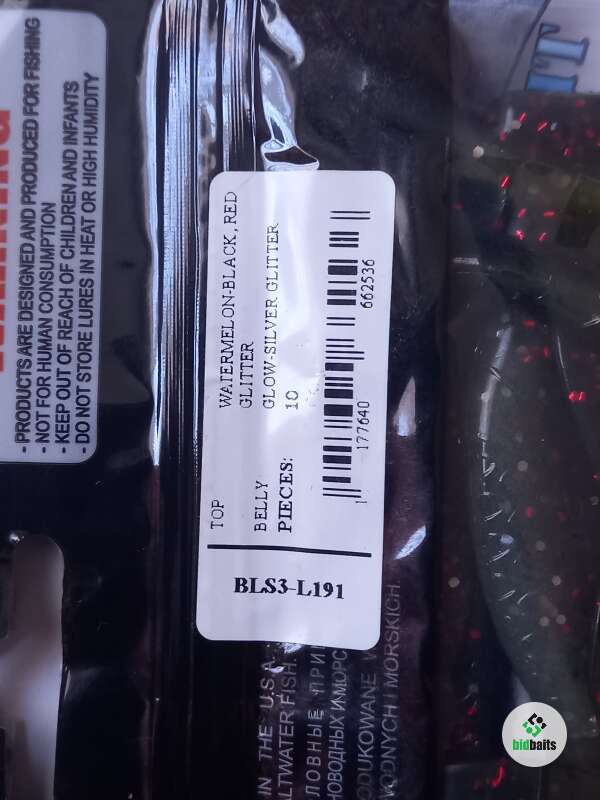 - PRODUCTS ARE DESIGNED AND PRODUCED FOR FISHING
- NOT FOR HUMAN CONSUMPTION
- KEEP OUT OF REACH OF CHILDREN AND INFANTS
- DO NOT STORE LURES IN HEAT OR HIGH HUMIDITY
TOP WATERMELON-BLACK, RED
GLITTER
BELLY GLOW-SILVER GLITTER
PIECES: 10
1 177640 662536
BLS3-L191
IN THE U.S.A.
ALTWATER FISH.
ЛОВНЫЕ ПРИ
НОВОДНЫХ И МОРС
ODUKOWANE W
WODNYCH I MORSKICH.
bidbaits